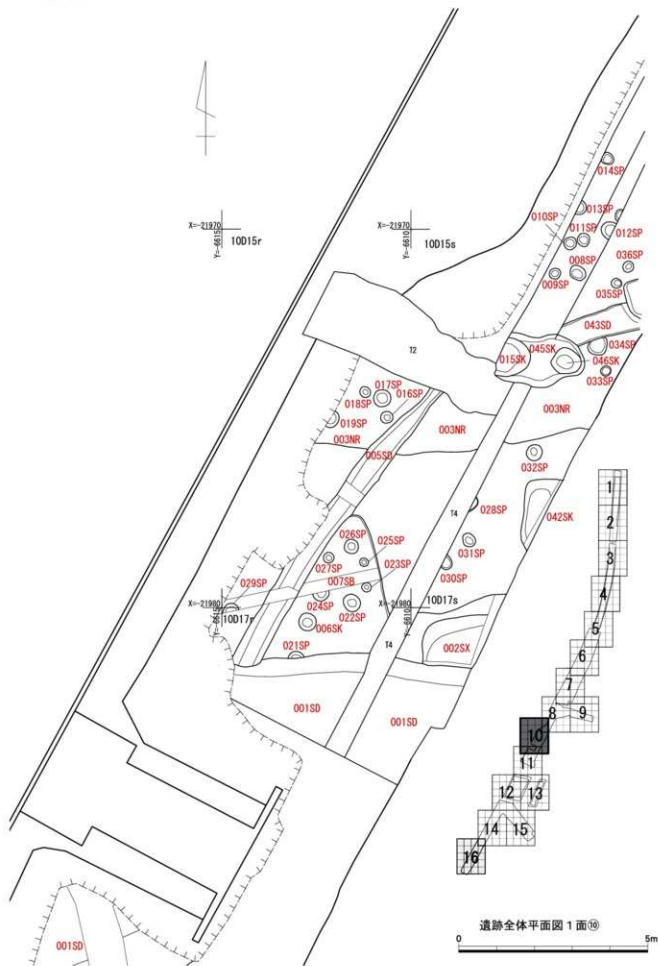 014SP
013SP
010SP
011SP
012SP
X=-21970
Y=-6615
10D15r
X=-21970
Y=-6610
10D15s
008SP
036SP
009SP
035SP
043SD
T2
045SK
015SK
034SP
046SK
033SP
017SP
016SP
018SP
019SP
003NR
003NR
003NR
005SD
032SP
T4
028SP
042SK
026SP
025SP
031SP
027SP
023SP
007SB
030SP
029SP
X=-21980
Y=-6615
10D17r
X=-21980
Y=-6610
10D17s
024SP
022SP
006SK
002SX
021SP
T4
001SD
001SD
001SD
1
2
3
4
5
6
7
8
9
10
11
12
13
14
15
16
遺跡全体平面図1面⑩
0
5m